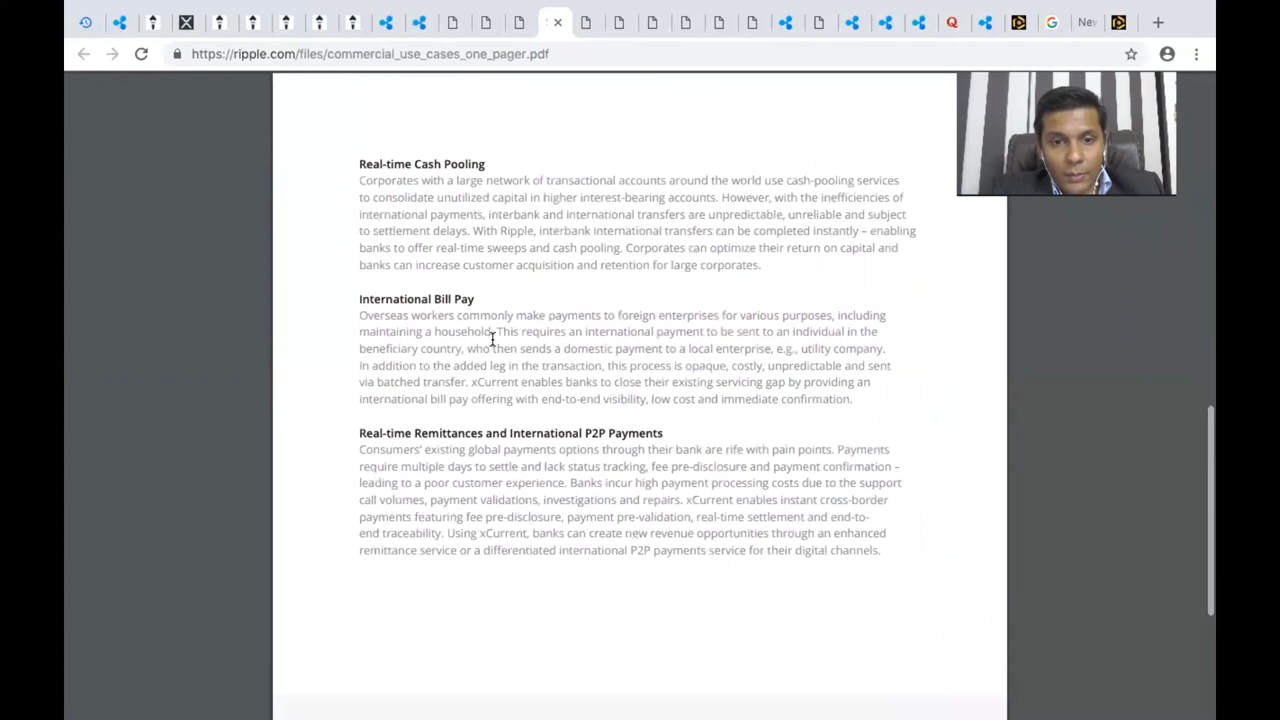 Nev
https://ripple.com/files/commercial_use_cases_one_pager.pdf
Real-time Cash Pooling
Corporates with a large network of transactional accounts around the world use cash-pooling services
to consolidate unutilized capital in higher interest-bearing accounts. However, with the inefficiencies of
international payments, interbank and international transfers are unpredictable, unreliable and subject
to settlement delays. With Ripple, interbank international transfers can be completed instantly – enabling
banks to offer real-time sweeps and cash pooling. Corporates can optimize their return on capital and
banks can increase customer acquisition and retention for large corporates.
International Bill Pay
Overseas workers commonly make payments to foreign enterprises for various purposes, including
maintaining a household. This requires an international payment to be sent to an individual in the
beneficiary country, who then sends a domestic payment to a local enterprise, e.g., utility company.
In addition to the added leg in the transaction, this process is opaque, costly, unpredictable and sent
via batched transfer. xCurrent enables banks to close their existing servicing gap by providing an
international bill pay offering with end-to-end visibility, low cost and immediate confirmation.
Real-time Remittances and International P2P Payments
Consumers' existing global payments options through their bank are rife with pain points. Payments
require multiple days to settle and lack status tracking, fee pre-disclosure and payment confirmation –
leading to a poor customer experience. Banks incur high payment processing costs due to the support
call volumes, payment validations, investigations and repairs. xCurrent enables instant cross-border
payments featuring fee pre-disclosure, payment pre-validation, real-time settlement and end-to-
end traceability. Using xCurrent, banks can create new revenue opportunities through an enhanced
remittance service or a differentiated international P2P payments service for their digital channels.